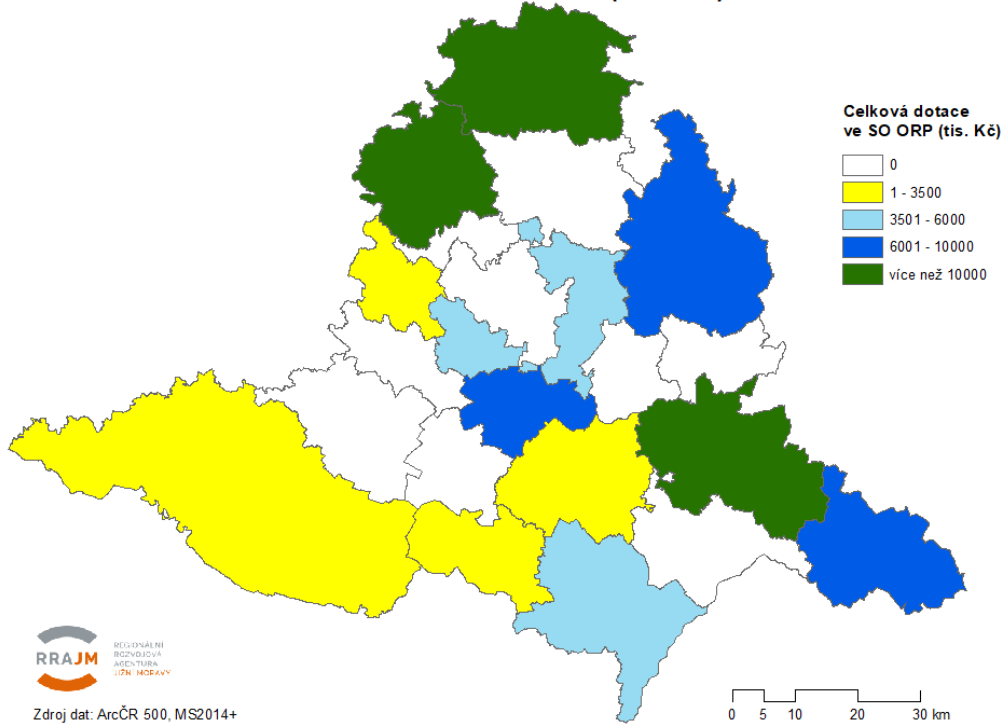 Celková dotace
ve SO ORP (tis. Kč)
0
1 - 3500
3501 - 6000
6001 - 10000
více než 10000
RRAJM
REGIONÁLNÍ
ROZVOJOVÁ
AGENTURA
JIŽNÍ MORAVY
Zdroj dat: ArcČR 500, MS2014+
0 5 10 20 30 km